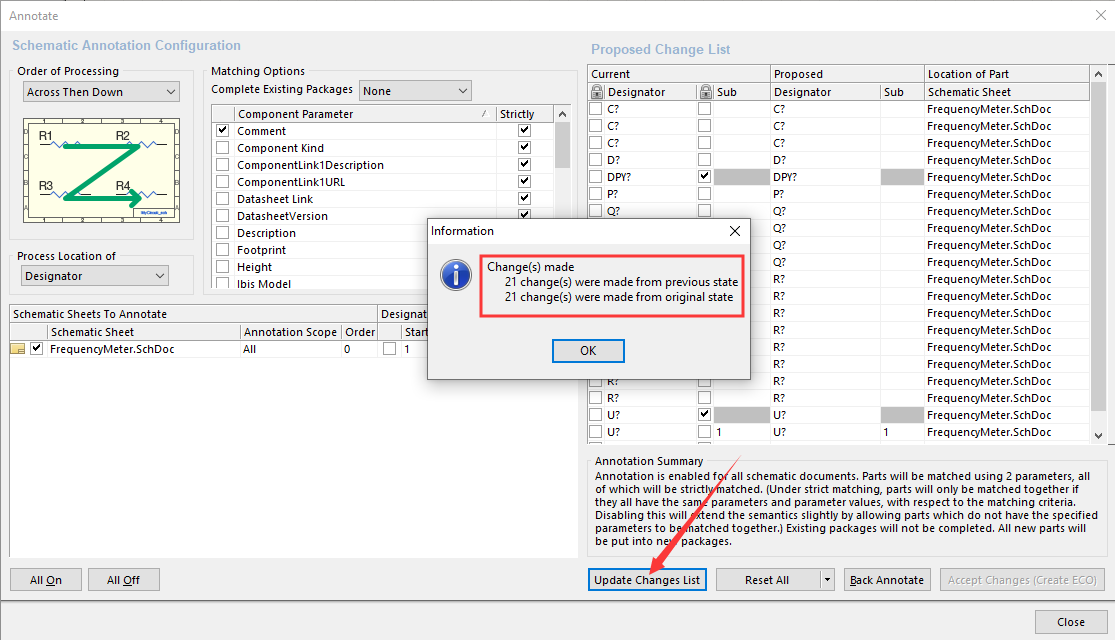 Annotate
Schematic Annotation Configuration
Order of Processing
Across Then Down
R1
R2
R3
R4
Process Location of
Designator
Matching Options
Complete Existing Packages None
Component Parameter Strictly
Comment
Component Kind
ComponentLink1Description
ComponentLink1URL
Datasheet Link
DatasheetVersion
Description
Footprint
Height
Ibis Model
Schematic Sheets To Annotate Designat
Schematic Sheet Annotation Scope Order Start
FrequencyMeter.SchDoc All 0 1
All On All Off
Proposed Change List
Current Proposed Location of Part
Designator Sub Designator Sub Schematic Sheet
C? C? FrequencyMeter.SchDoc
C? C? FrequencyMeter.SchDoc
C? C? FrequencyMeter.SchDoc
D? D? FrequencyMeter.SchDoc
DPY? DPY? FrequencyMeter.SchDoc
P? P? FrequencyMeter.SchDoc
Q? Q? FrequencyMeter.SchDoc
Q? FrequencyMeter.SchDoc
Q? FrequencyMeter.SchDoc
Q? FrequencyMeter.SchDoc
R? FrequencyMeter.SchDoc
R? FrequencyMeter.SchDoc
R? FrequencyMeter.SchDoc
R? FrequencyMeter.SchDoc
R? FrequencyMeter.SchDoc
R? FrequencyMeter.SchDoc
R? R? FrequencyMeter.SchDoc
R? R? FrequencyMeter.SchDoc
U? U? FrequencyMeter.SchDoc
U? 1 U? 1 FrequencyMeter.SchDoc
Information
Change(s) made
21 change(s) were made from previous state
21 change(s) were made from original state
OK
Annotation Summary
Annotation is enabled for all schematic documents. Parts will be matched using 2 parameters, all
of which will be strictly matched. (Under strict matching, parts will only be matched together if
they all have the same parameters and parameter values, with respect to the matching criteria.
Disabling this will extend the semantics slightly by allowing parts which do not have the specified
parameters to be matched together.) Existing packages will not be completed. All new parts will
be put into new packages.
Update Changes List Reset All Back Annotate Accept Changes (Create ECO)
Close